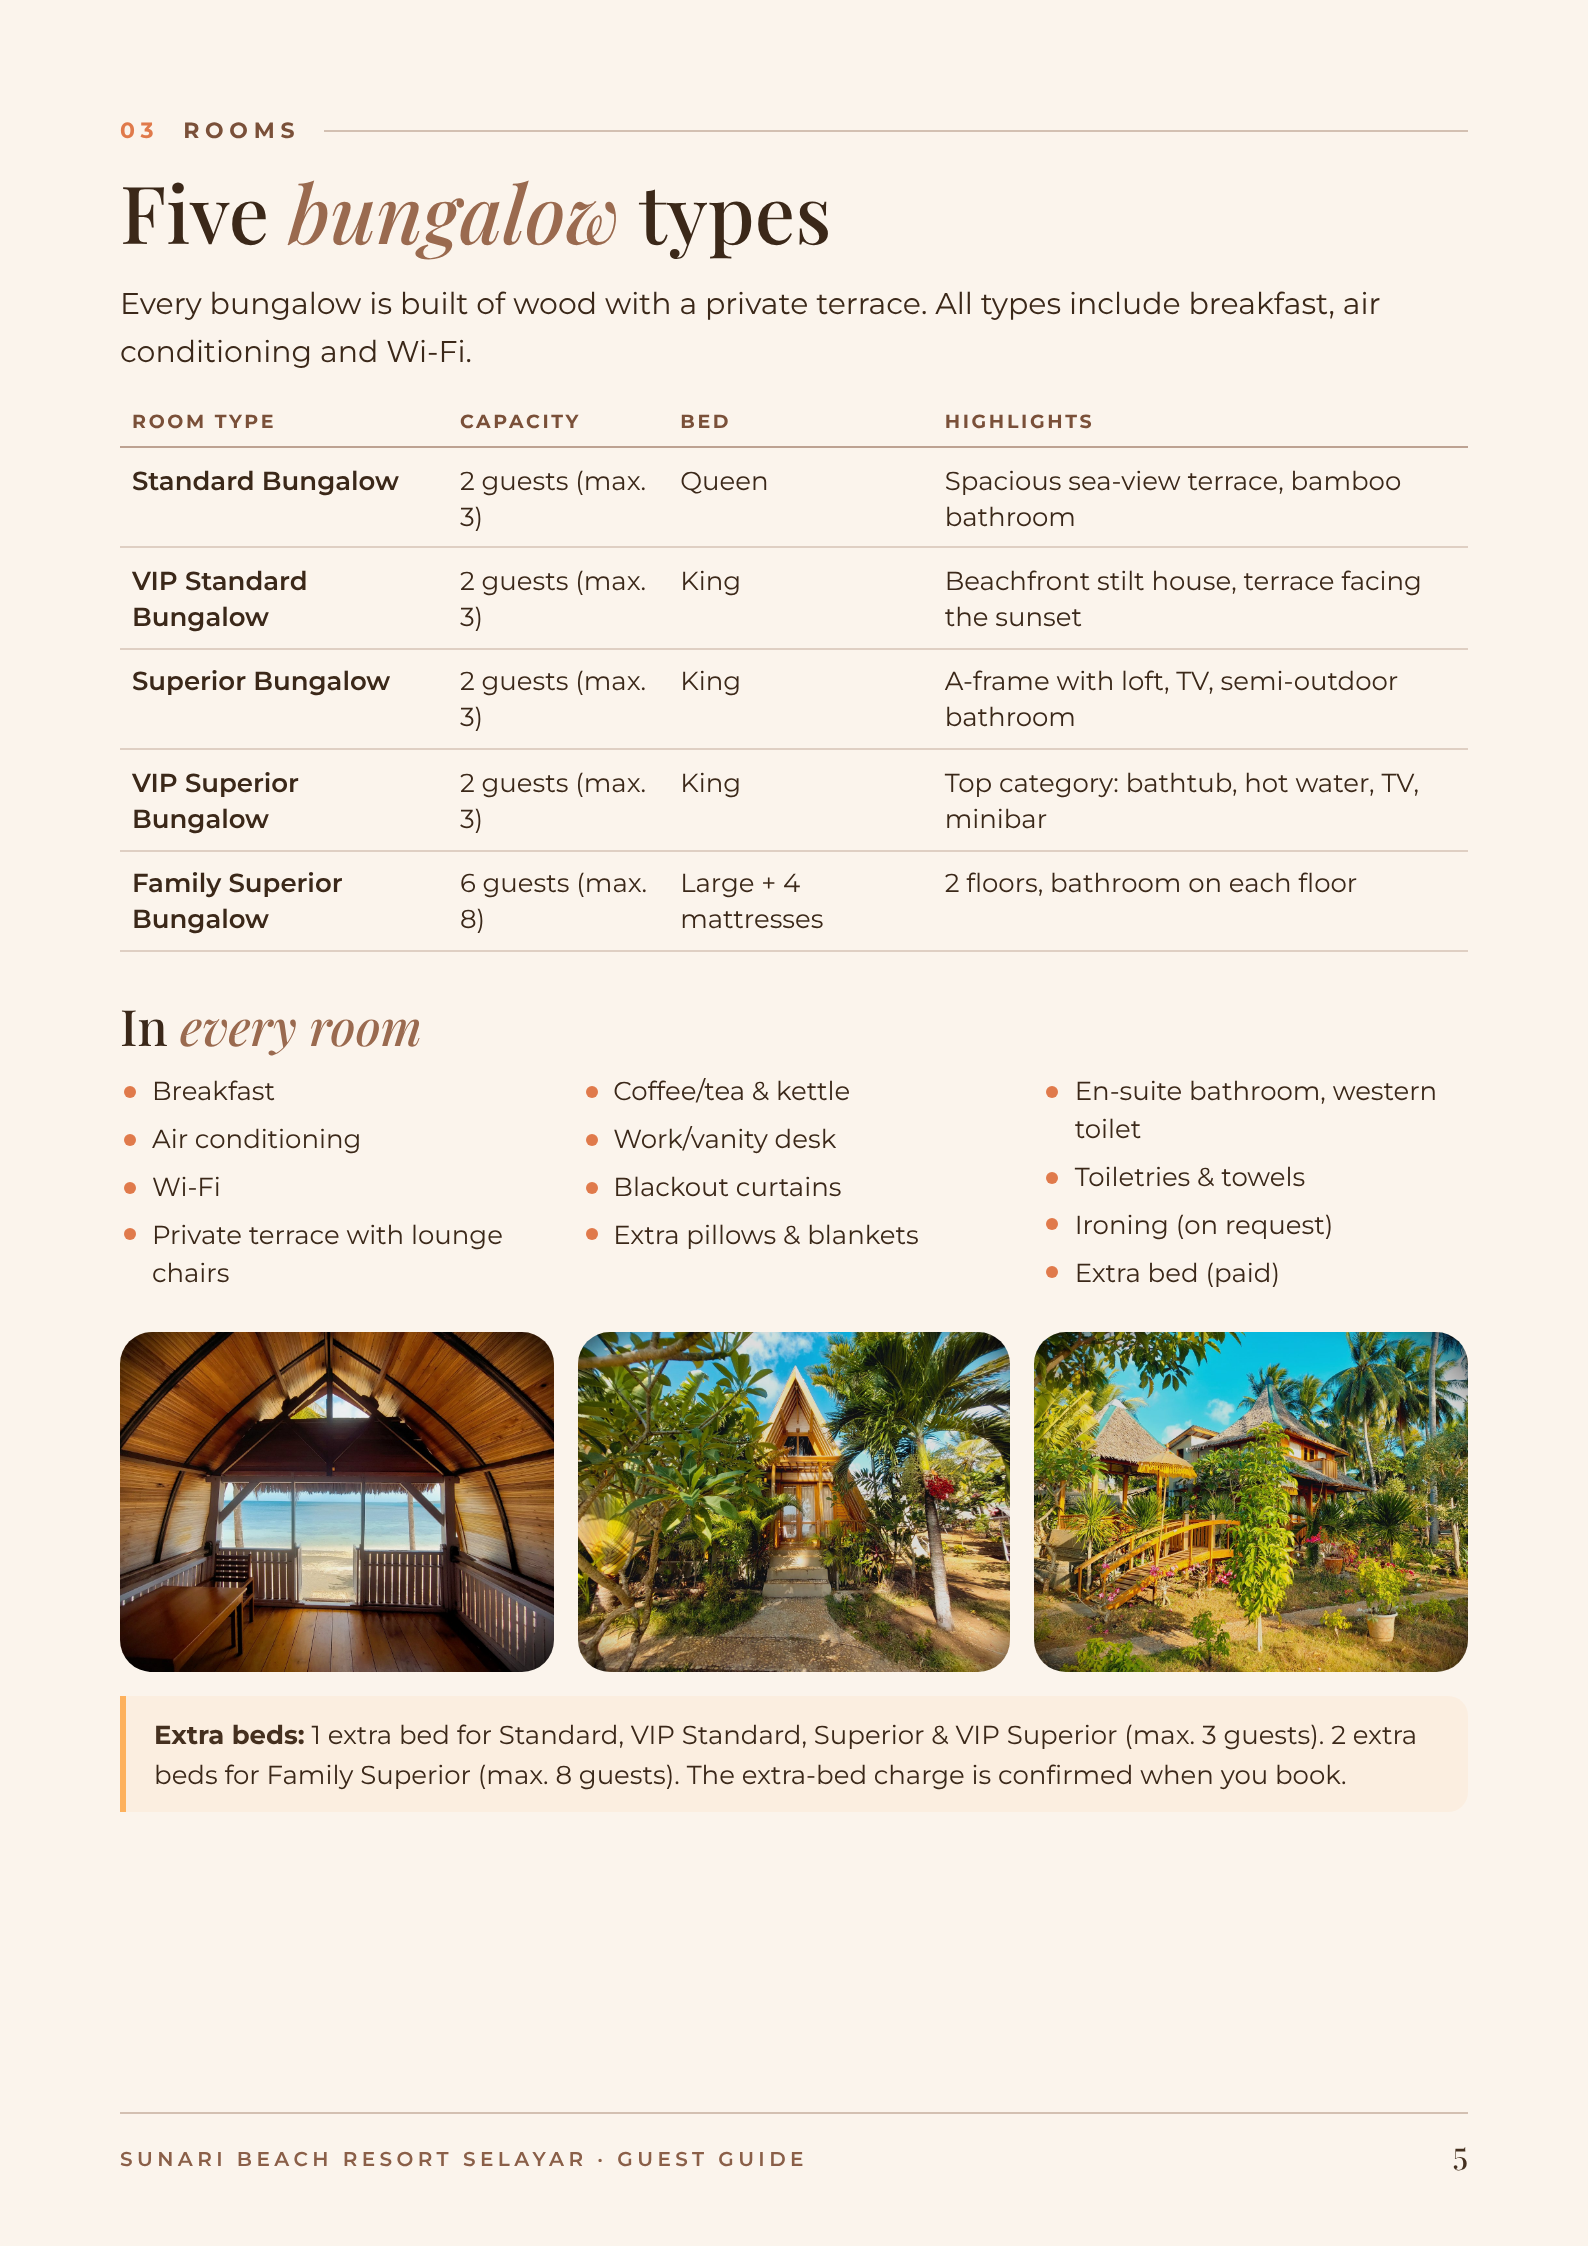 03 ROOMS
Five bungalow types
Every bungalow is built of wood with a private terrace. All types include breakfast, air
conditioning and Wi-Fi.
ROOM TYPE CAPACITY BED HIGHLIGHTS
Standard Bungalow 2 guests (max. Queen Spacious sea-view terrace, bamboo
3) bathroom
VIP Standard 2 guests (max. King Beachfront stilt house, terrace facing
Bungalow 3) the sunset
Superior Bungalow 2 guests (max. King A-frame with loft, TV, semi-outdoor
3) bathroom
VIP Superior 2 guests (max. King Top category: bathtub, hot water, TV,
Bungalow 3) minibar
Family Superior 6 guests (max. Large + 4 2 floors, bathroom on each floor
Bungalow 8) mattresses
In every room
Breakfast
Air conditioning
Wi-Fi
Private terrace with lounge
chairs
Coffee/tea & kettle
Work/vanity desk
Blackout curtains
Extra pillows & blankets
En-suite bathroom, western
toilet
Toiletries & towels
Ironing (on request)
Extra bed (paid)
Extra beds: 1 extra bed for Standard, VIP Standard, Superior & VIP Superior (max. 3 guests). 2 extra
beds for Family Superior (max. 8 guests). The extra-bed charge is confirmed when you book.
SUNARI BEACH RESORT SELAYAR · GUEST GUIDE 5